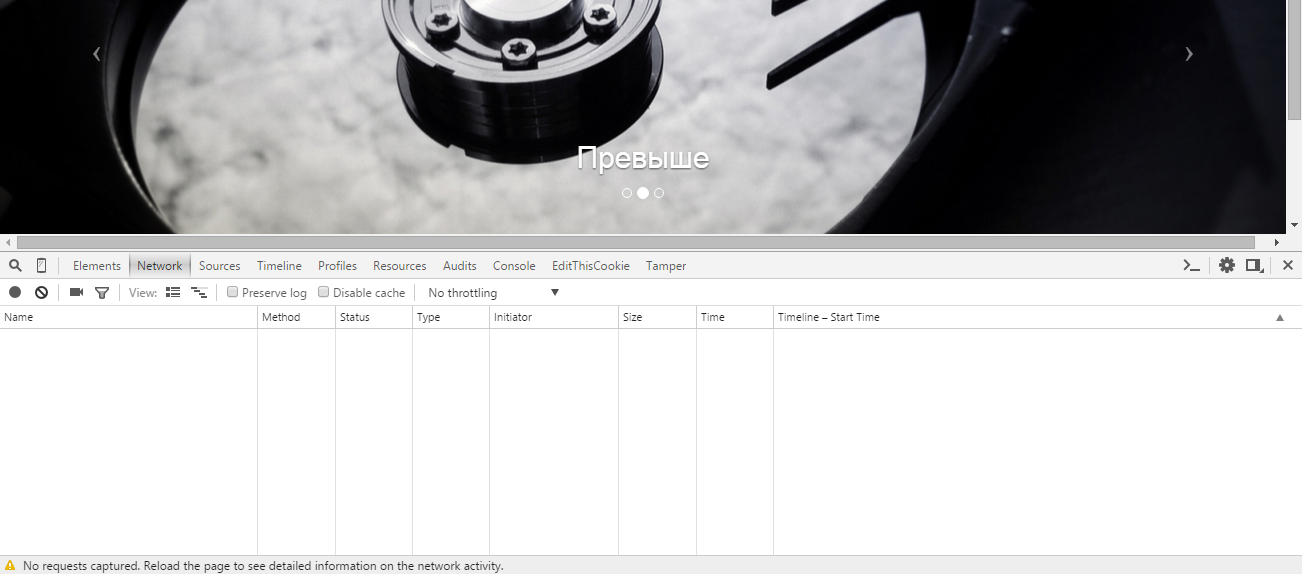 Превыше
Elements Network Sources Timeline Profiles Resources Audits Console EditThisCookie Tamper
View: Preserve log Disable cache No throttling
Name Method Status Type Initiator Size Time Timeline – Start Time
No requests captured. Reload the page to see detailed information on the network activity.